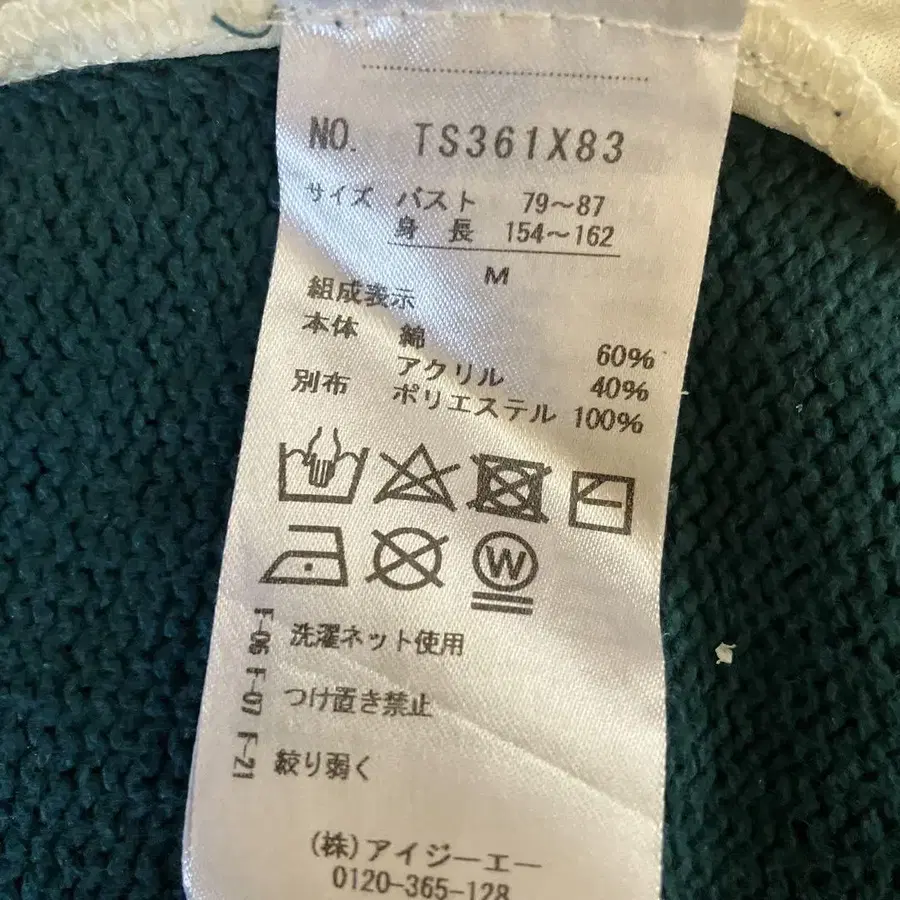 NO. TS361X83
サイズ バスト 79〜87
身長 154〜162
M
組成表示
本体 綿 60%
アクリル 40%
別布 ポリエステル 100%
W
F-06 F-07 F-21
洗濯ネット使用
つけ置き禁止
絞り弱く
(株)アイジーエー
0120-365-128